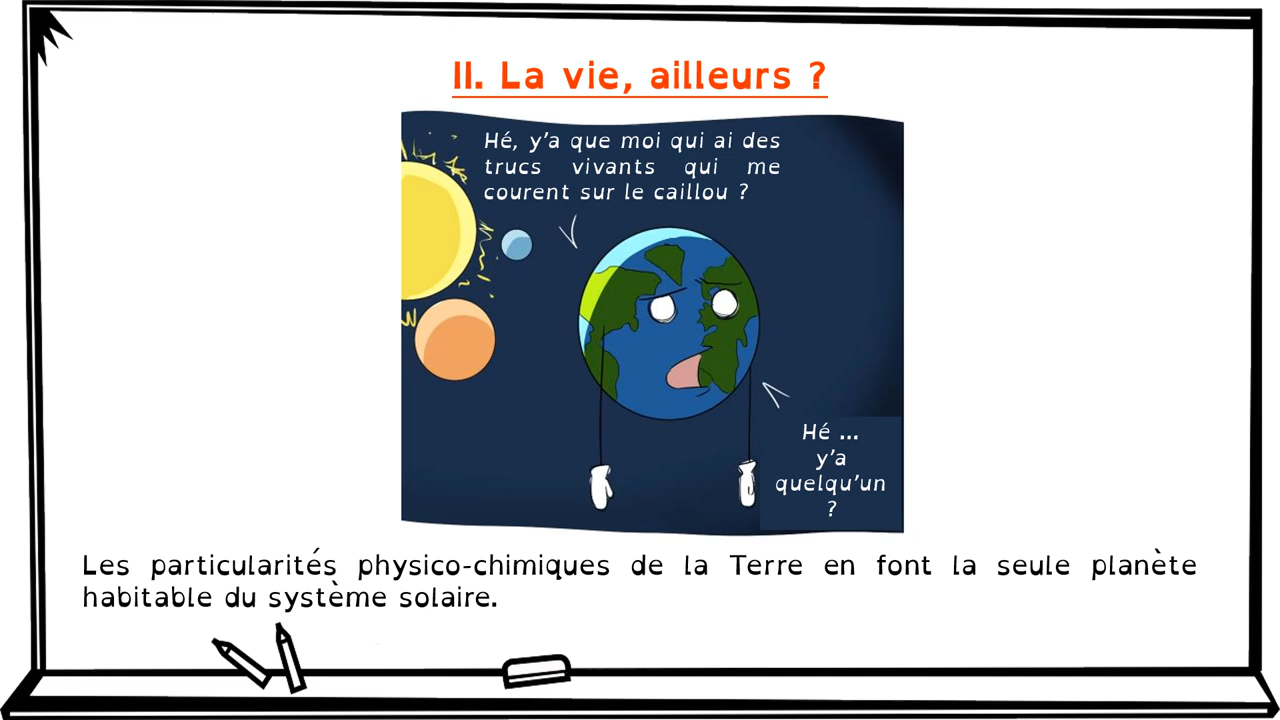 II. La vie, ailleurs ?
Hé, y’a que moi qui ai des
trucs vivants qui me
courent sur le caillou ?
Hé ...
y’a
quelqu’un
?
Les particularités physico-chimiques de la Terre en font la seule planète
habitable du système solaire.